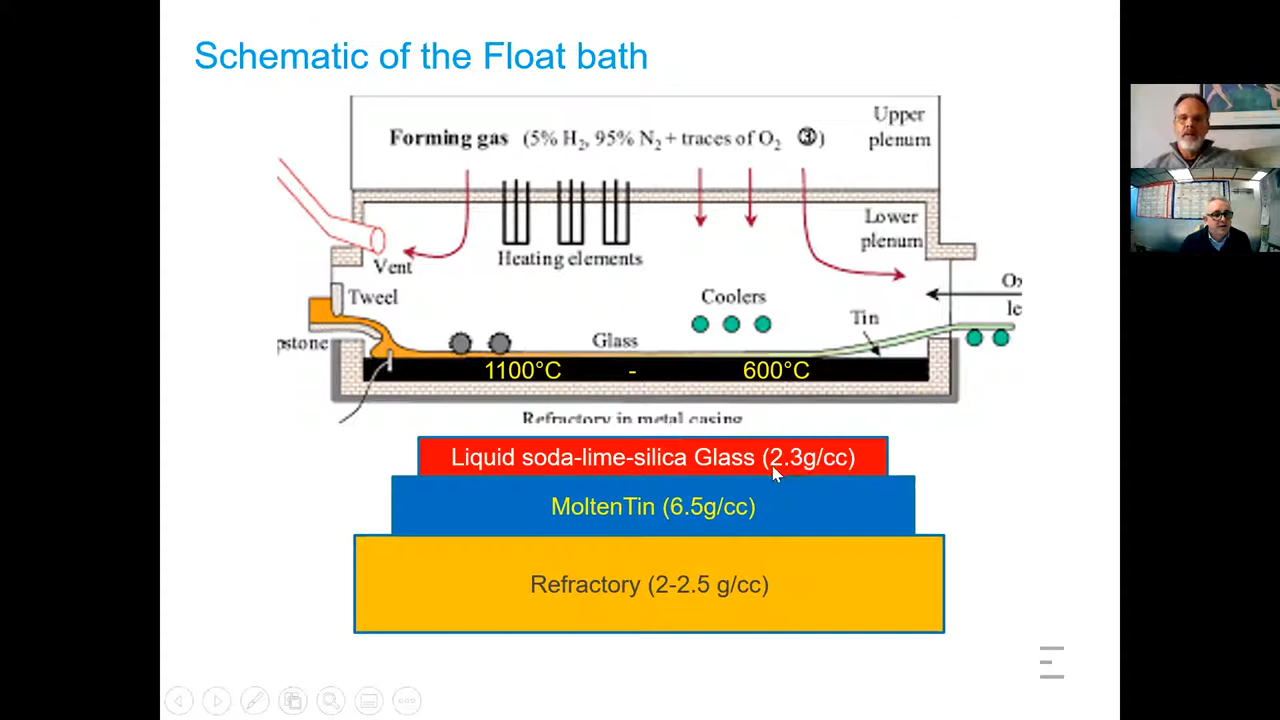 Schematic of the Float bath
Forming gas (5% H₂, 95% N₂ + traces of O₂ ③)
Upper
plenum
Lower
plenum
Heating elements
Vent
Tweel
Coolers
Tin
Glass
pstone
1100°C - 600°C
Refractory in metal casing
Liquid soda-lime-silica Glass (2.3g/cc)
MoltenTin (6.5g/cc)
Refractory (2-2.5 g/cc)